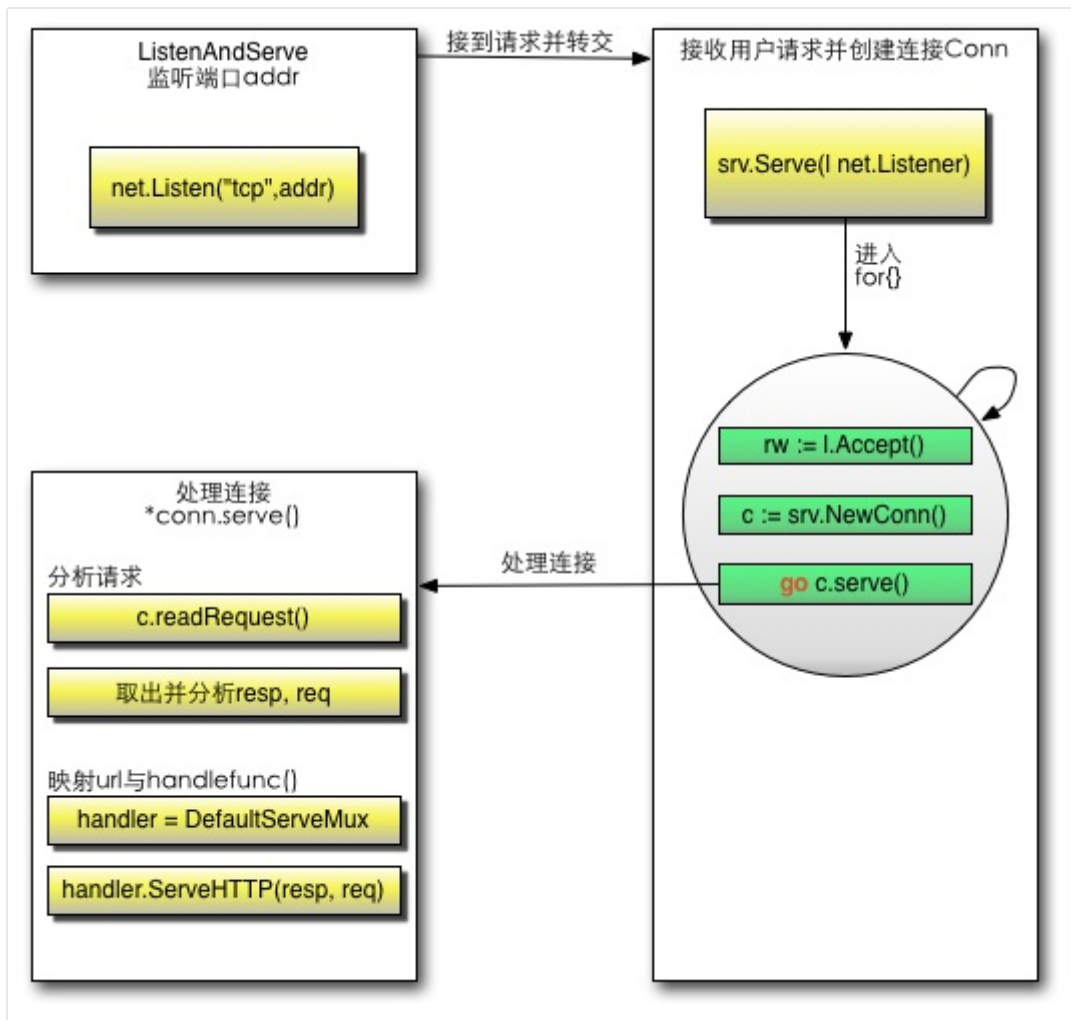 ListenAndServe
监听端口addr
net.Listen("tcp",addr)
接到请求并转交
接收用户请求并创建连接Conn
srv.Serve(l net.Listener)
进入
for{}
rw := l.Accept()
c := srv.NewConn()
go c.serve()
处理连接
处理连接
*conn.serve()
分析请求
c.readRequest()
取出并分析resp, req
映射url与handlefunc()
handler = DefaultServeMux
handler.ServeHTTP(resp, req)